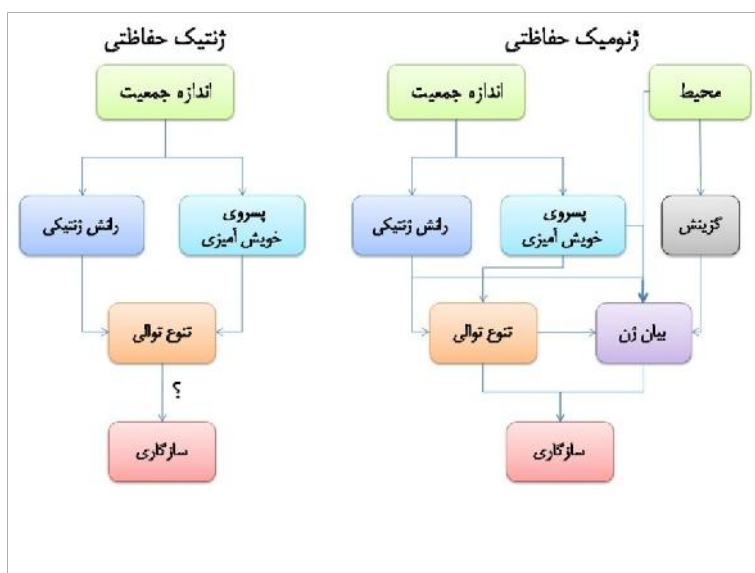 ژنتیک حفاظتی
اندازه جمعیت
رانش ژنتیکی
پسروی
خویش آمیزی
تنوع توالی
؟
سازگاری
ژنومیک حفاظتی
اندازه جمعیت
محیط
رانش ژنتیکی
پسروی
خویش آمیزی
گزینش
تنوع توالی
بیان ژن
سازگاری